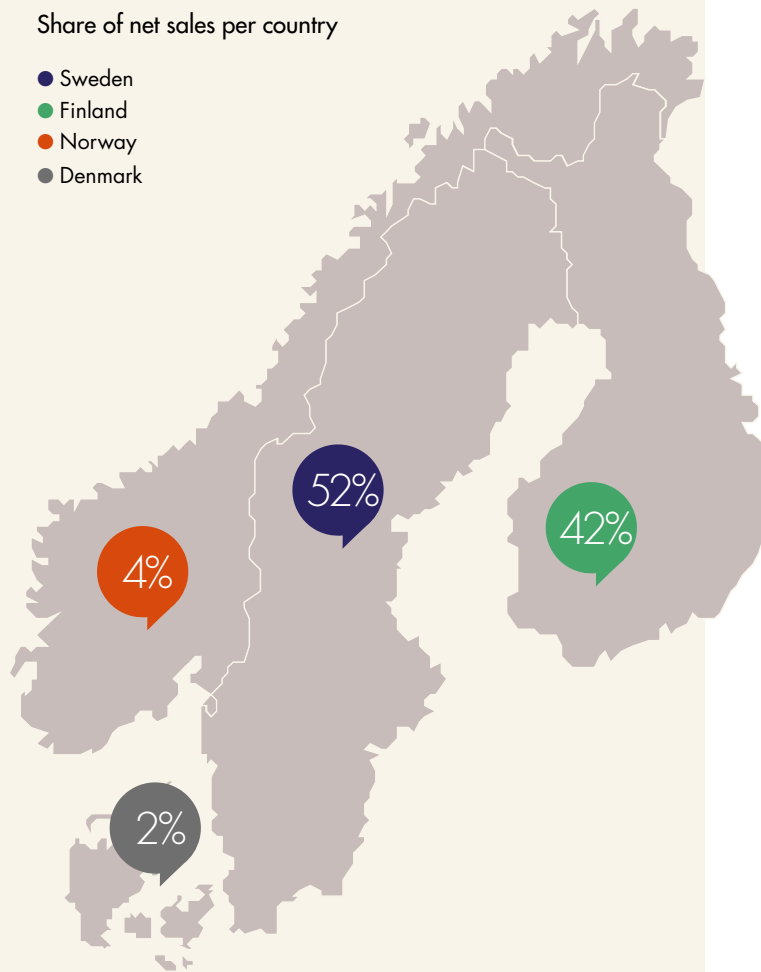 Share of net sales per country
Sweden
Finland
Norway
Denmark
52%
42%
4%
2%